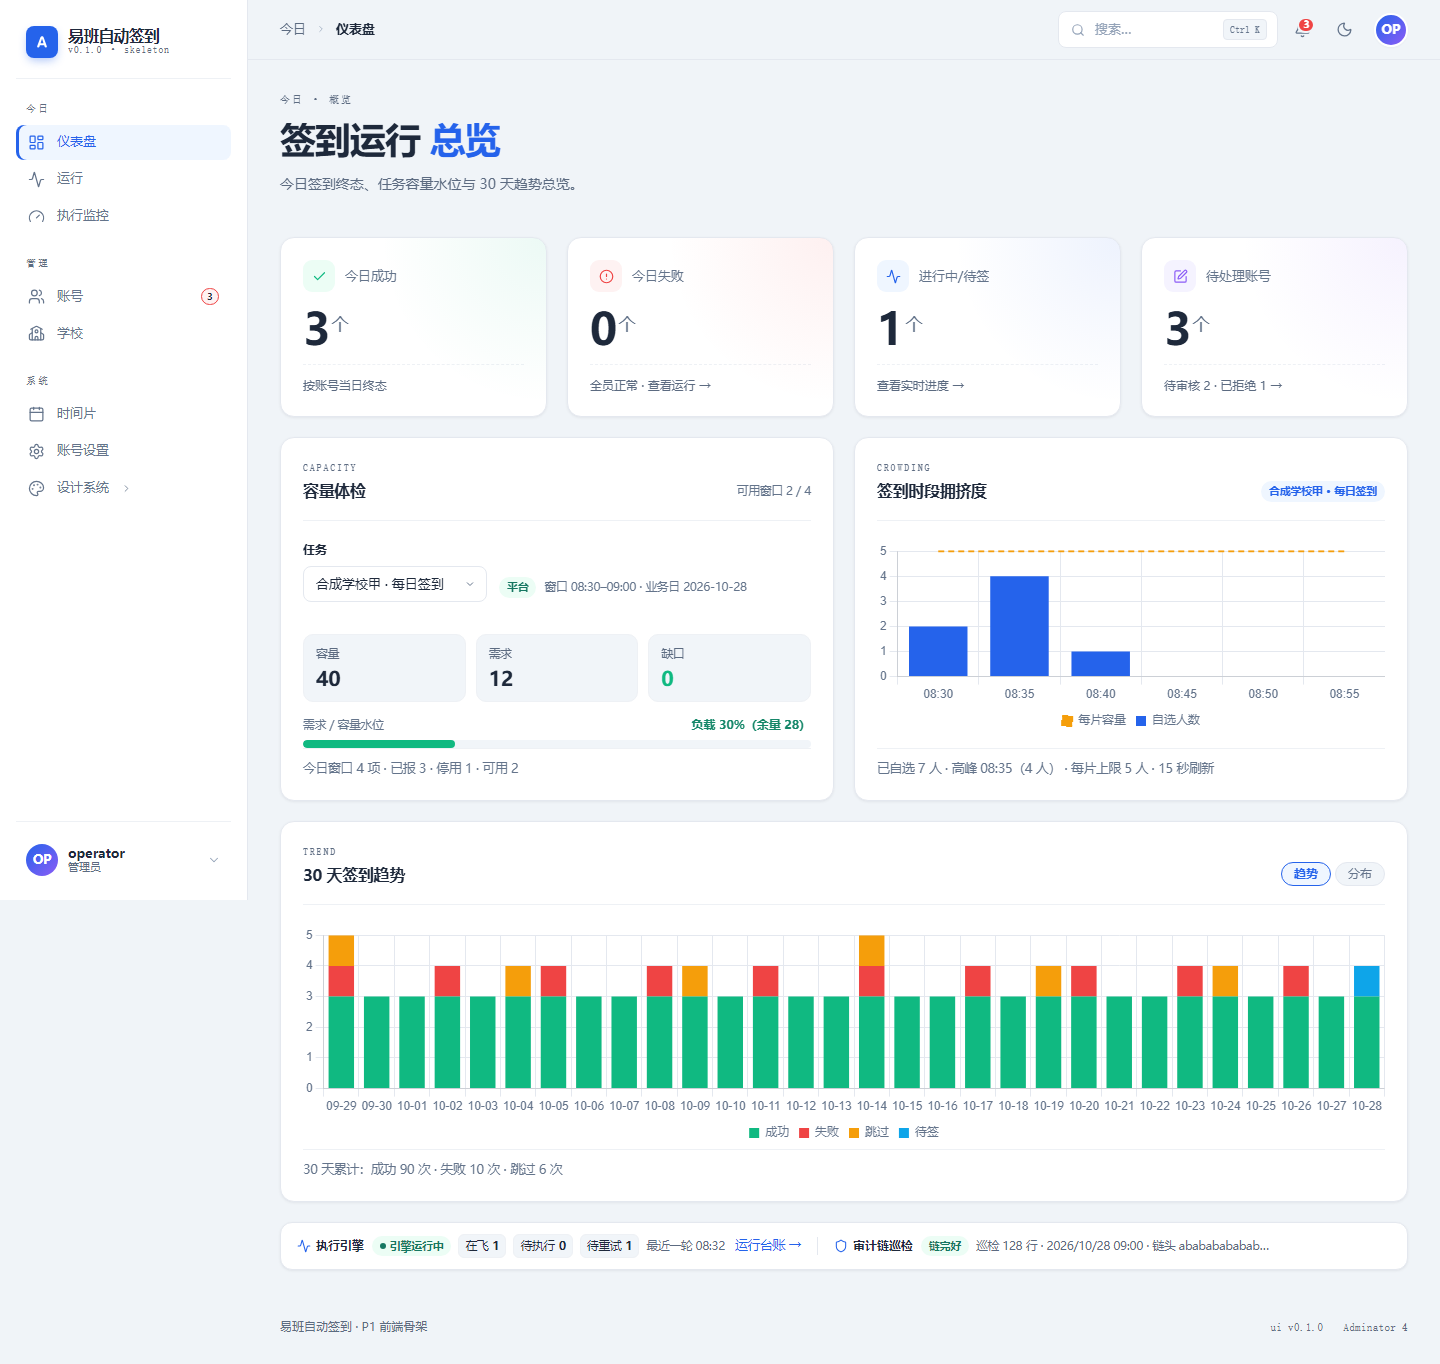 A
易班自动签到
v0.1.0 • skeleton
今日
仪表盘
运行
执行监控
管理
账号
3
学校
系统
时间片
账号设置
设计系统
OP
operator
管理员
今日 › 仪表盘
搜索...
Ctrl K
3
OP
今日 • 概览
签到运行 总览
今日签到终态、任务容量水位与 30 天趋势总览。
今日成功
3个
按账号当日终态
今日失败
0个
全员正常 · 查看运行 →
进行中/待签
1个
查看实时进度 →
待处理账号
3个
待审核 2 · 已拒绝 1 →
CAPACITY
容量体检
可用窗口 2 / 4
任务
合成学校甲 · 每日签到
平台
窗口 08:30–09:00 · 业务日 2026-10-28
容量
40
需求
12
缺口
0
需求 / 容量水位
负载 30%（余量 28）
今日窗口 4 项 · 已报 3 · 停用 1 · 可用 2
CROWDING
签到时段拥挤度
合成学校甲 • 每日签到
5
4
3
2
1
0
08:30 08:35 08:40 08:45 08:50 08:55
每片容量 自选人数
已自选 7 人 · 高峰 08:35（4 人） · 每片上限 5 人 · 15 秒刷新
TREND
30 天签到趋势
趋势
分布
5
4
3
2
1
0
09-29 09-30 10-01 10-02 10-03 10-04 10-05 10-06 10-07 10-08 10-09 10-10 10-11 10-12 10-13 10-14 10-15 10-16 10-17 10-18 10-19 10-20 10-21 10-22 10-23 10-24 10-25 10-26 10-27 10-28
成功 失败 跳过 待签
30 天累计：成功 90 次 · 失败 10 次 · 跳过 6 次
执行引擎 引擎运行中 在飞 1 待执行 0 待重试 1 最近一轮 08:32 运行台账 → 审计链巡检 链完好 巡检 128 行 · 2026/10/28 09:00 · 链头 abababababab...
易班自动签到 · P1 前端骨架
ui v0.1.0 Adminator 4